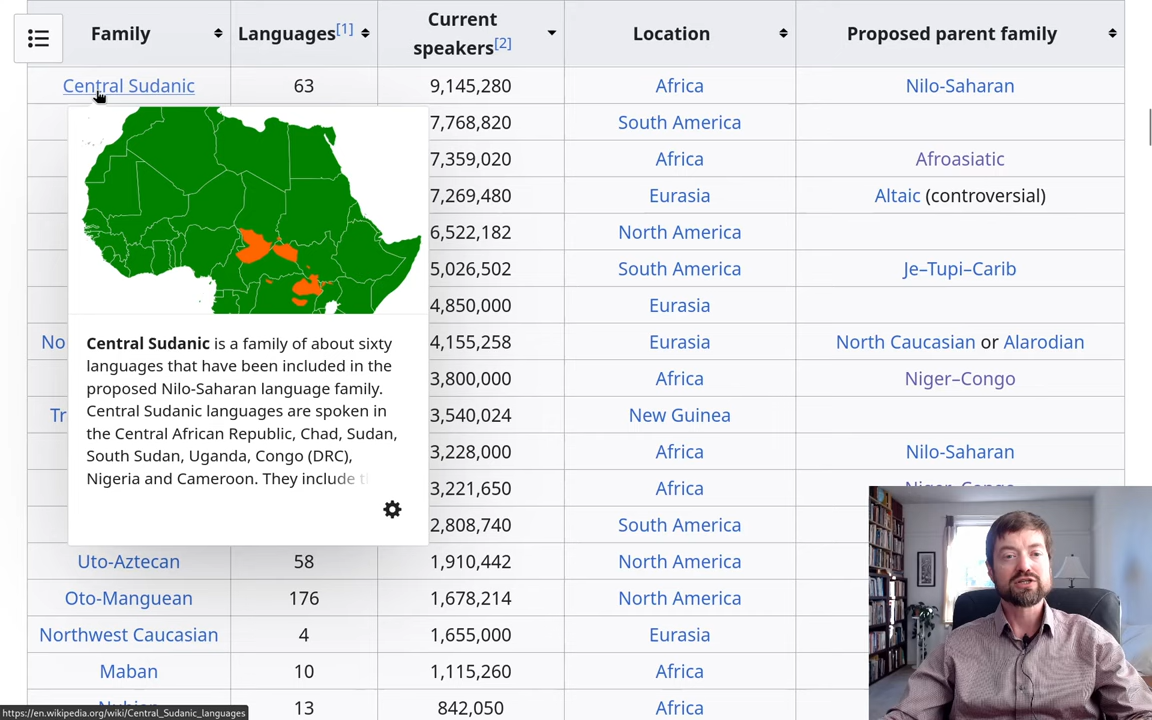 Family Languages[1] Current speakers[2] Location Proposed parent family
Central Sudanic 63 9,145,280 Africa Nilo-Saharan
7,768,820 South America
7,359,020 Africa Afroasiatic
7,269,480 Eurasia Altaic (controversial)
6,522,182 North America
5,026,502 South America Je–Tupi–Carib
4,850,000 Eurasia
No 4,155,258 Eurasia North Caucasian or Alarodian
3,800,000 Africa Niger–Congo
Tr 3,540,024 New Guinea
3,228,000 Africa Nilo-Saharan
3,221,650 Africa Niger–Congo
2,808,740 South America
Central Sudanic is a family of about sixty
languages that have been included in the
proposed Nilo-Saharan language family.
Central Sudanic languages are spoken in
the Central African Republic, Chad, Sudan,
South Sudan, Uganda, Congo (DRC),
Nigeria and Cameroon. They include
Uto-Aztecan 58 1,910,442 North America
Oto-Manguean 176 1,678,214 North America
Northwest Caucasian 4 1,655,000 Eurasia
Maban 10 1,115,260 Africa
13 842,050 Africa
https://en.wikipedia.org/wiki/Central_Sudanic_languages